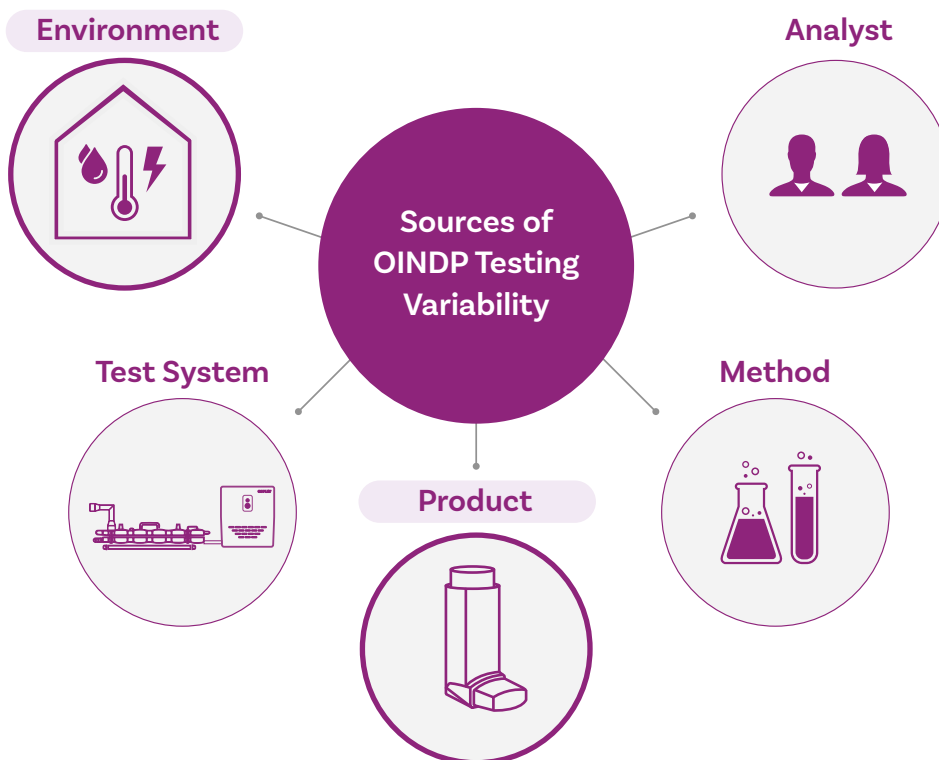 Environment
Analyst
Sources of
OINDP Testing
Variability
Test System
Method
Product